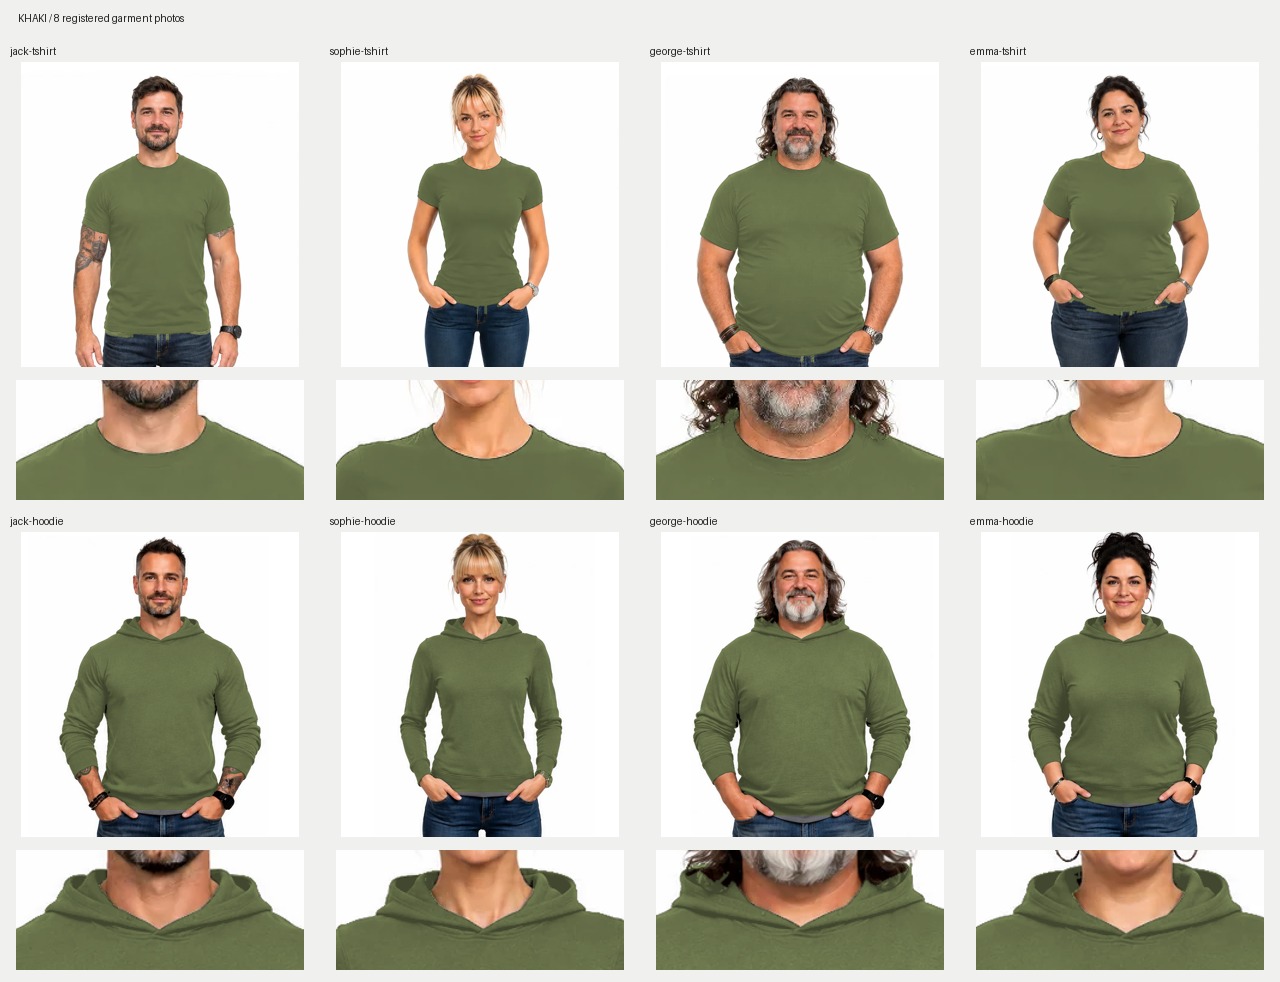 KHAKI / 8 registered garment photos
jack-tshirt
sophie-tshirt
george-tshirt
emma-tshirt
jack-hoodie
sophie-hoodie
george-hoodie
emma-hoodie